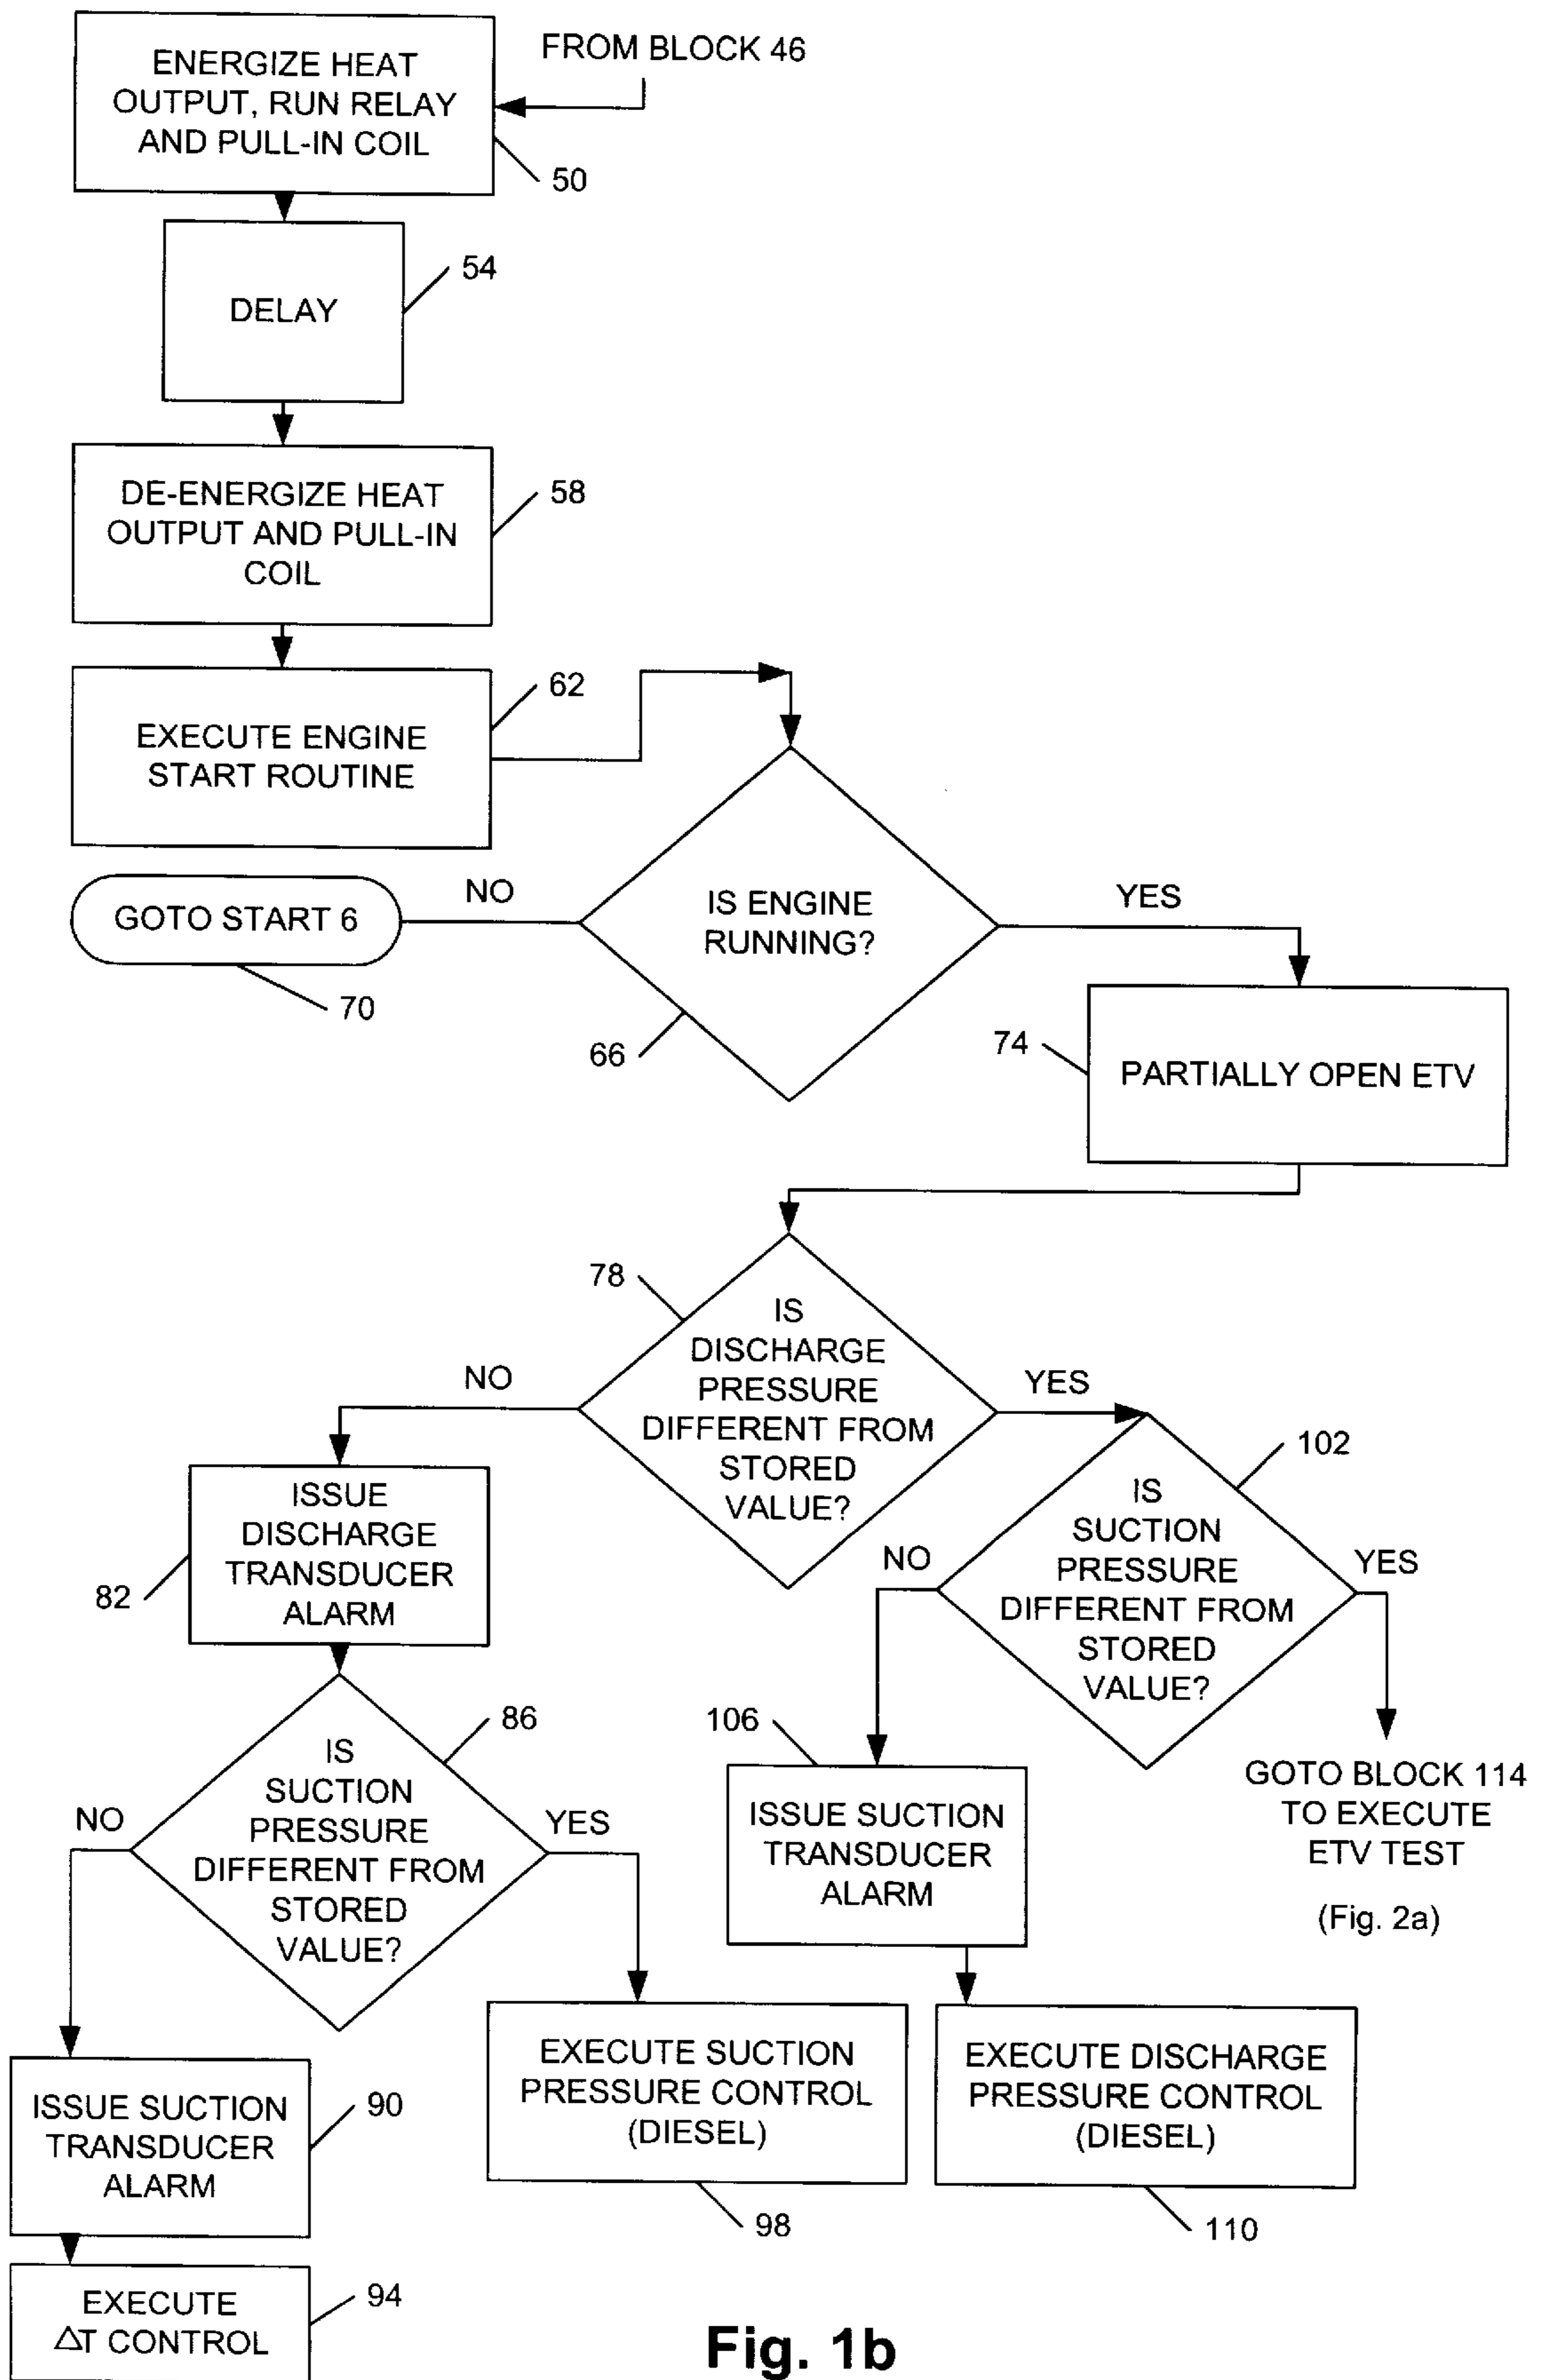 ENERGIZE HEAT
OUTPUT, RUN RELAY
AND PULL-IN COIL
FROM BLOCK 46
50
DELAY
54
DE-ENERGIZE HEAT
OUTPUT AND PULL-IN
COIL
58
EXECUTE ENGINE
START ROUTINE
62
IS ENGINE
RUNNING?
66
NO
GOTO START 6
70
YES
74
PARTIALLY OPEN ETV
78
IS
DISCHARGE
PRESSURE
DIFFERENT FROM
STORED
VALUE?
NO
YES
ISSUE
DISCHARGE
TRANSDUCER
ALARM
82
102
IS
SUCTION
PRESSURE
DIFFERENT FROM
STORED
VALUE?
NO
YES
86
IS
SUCTION
PRESSURE
DIFFERENT FROM
STORED
VALUE?
NO
YES
106
ISSUE SUCTION
TRANSDUCER
ALARM
GOTO BLOCK 114
TO EXECUTE
ETV TEST
(Fig. 2a)
ISSUE SUCTION
TRANSDUCER
ALARM
90
EXECUTE SUCTION
PRESSURE CONTROL
(DIESEL)
98
EXECUTE DISCHARGE
PRESSURE CONTROL
(DIESEL)
110
EXECUTE
ΔT CONTROL
94
Fig. 1b